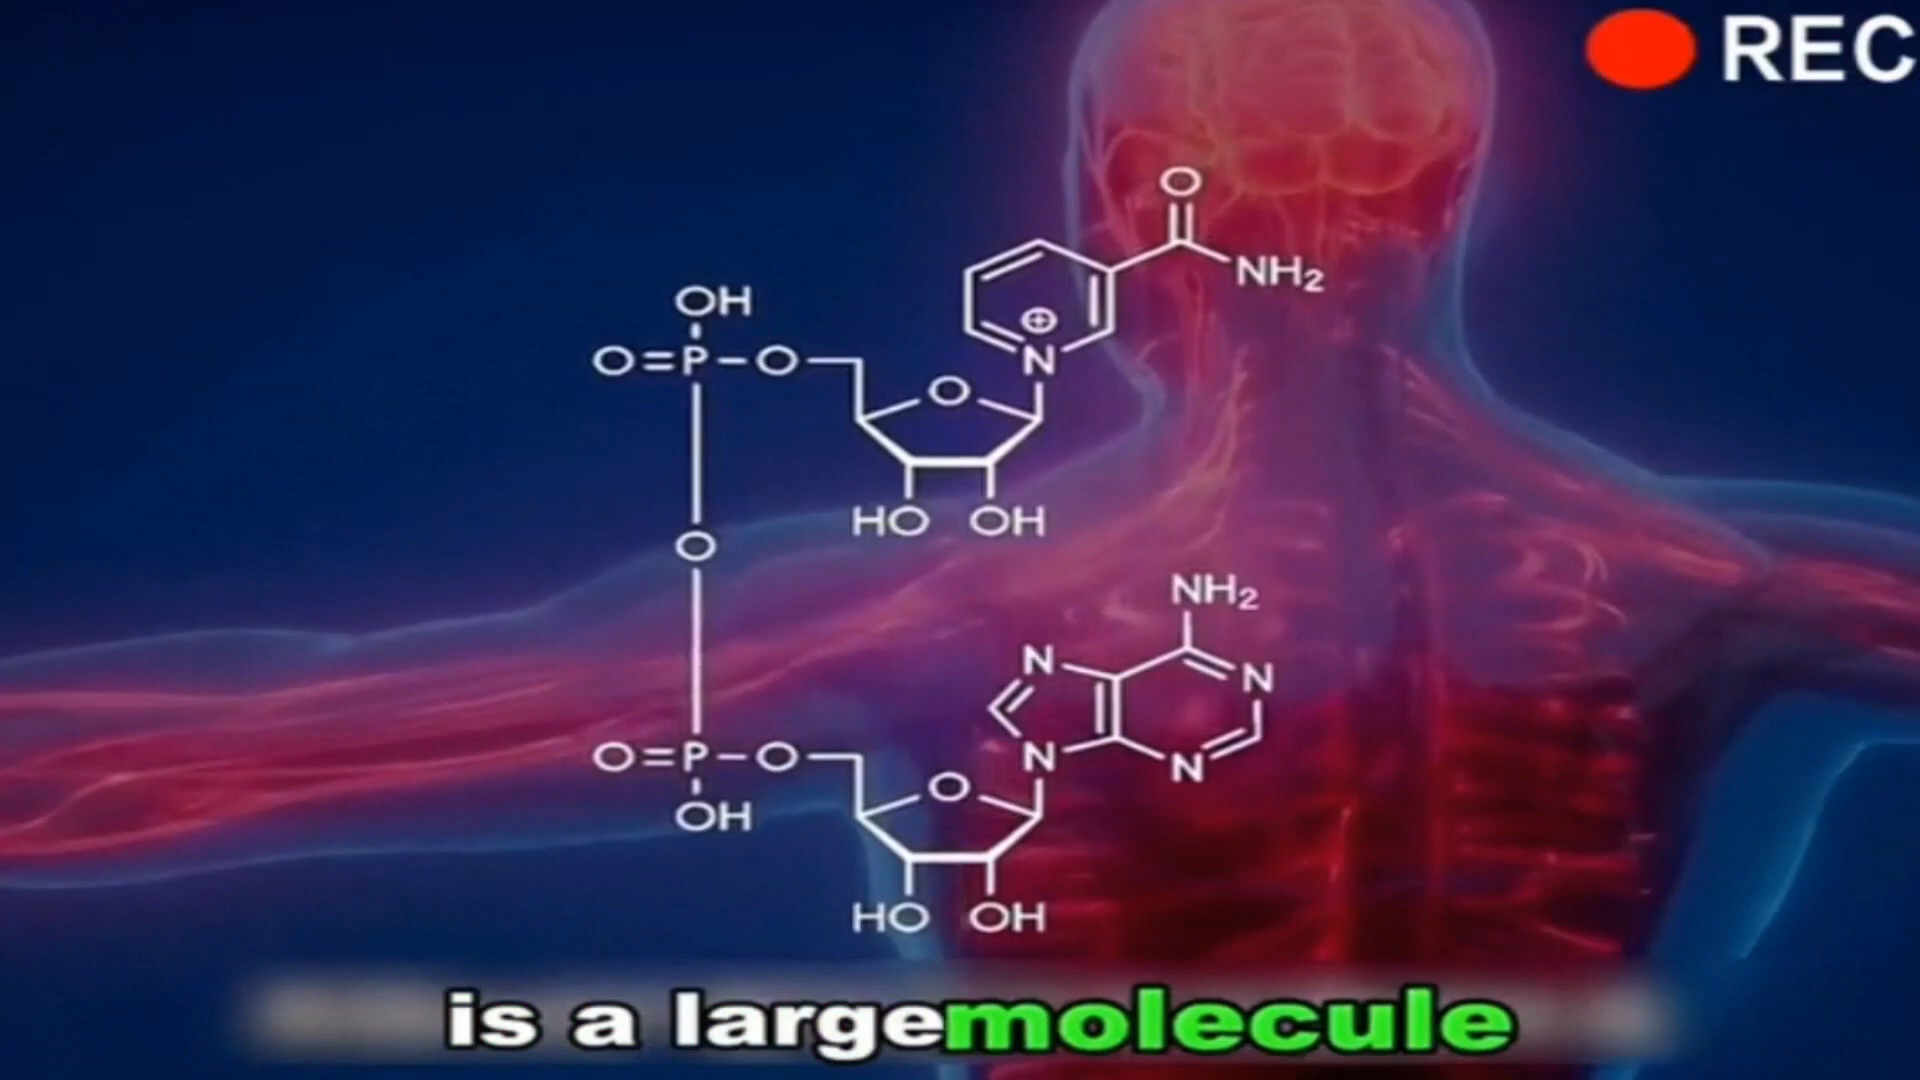 REC
O
NH2
OH
O=P-O
N
O
HO OH
O
NH2
N
N
O=P-O
N
N
O
OH
HO OH
is a large molecule